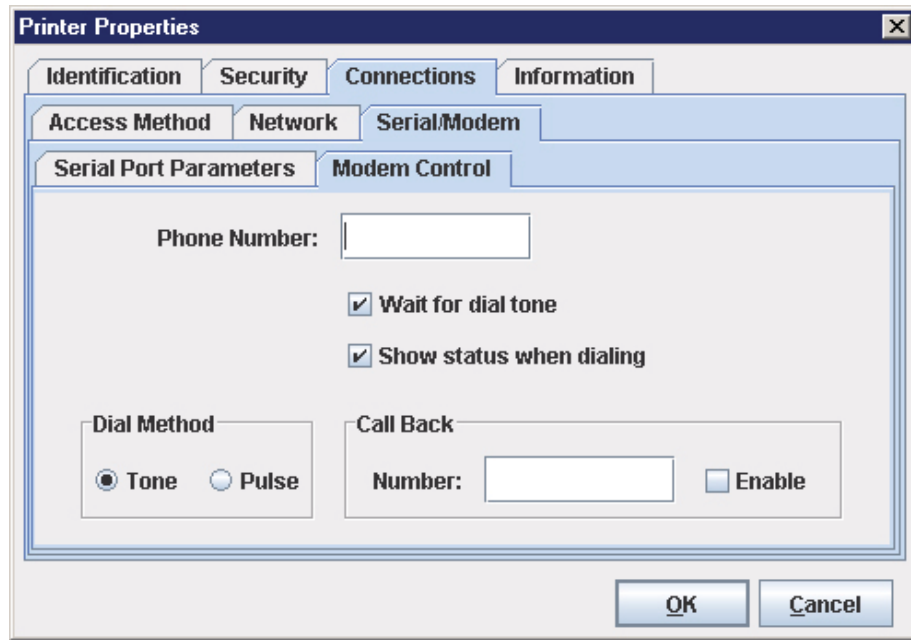 Printer Properties
Identification Security Connections Information
Access Method Network Serial/Modem
Serial Port Parameters Modem Control
Phone Number:
Wait for dial tone
Show status when dialing
Dial Method Call Back
Tone Pulse Number: Enable
OK Cancel